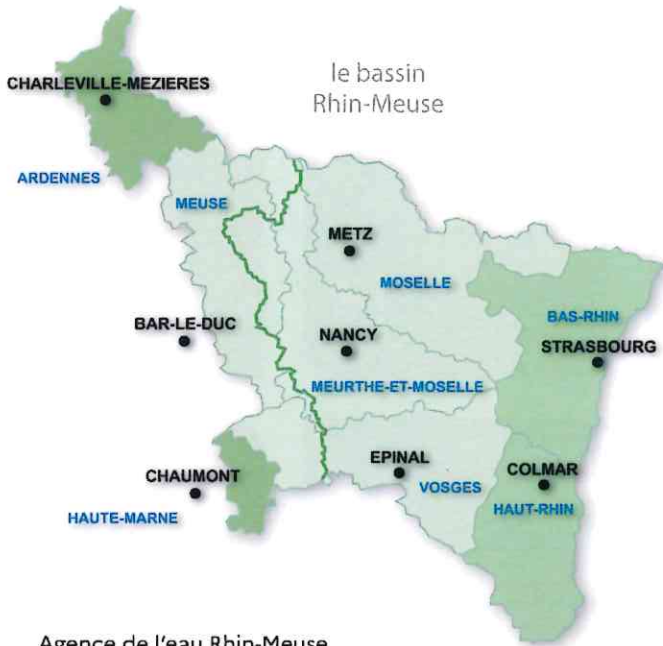 le bassin
Rhin-Meuse
CHARLEVILLE-MEZIERES
ARDENNES
MEUSE
METZ
MOSELLE
BAR-LE-DUC
NANCY
BAS-RHIN
STRASBOURG
MEURTHE-ET-MOSELLE
CHAUMONT
EPINAL
COLMAR
VOSGES
HAUTE-MARNE
HAUT-RHIN
Agence de l'eau Rhin-Meuse